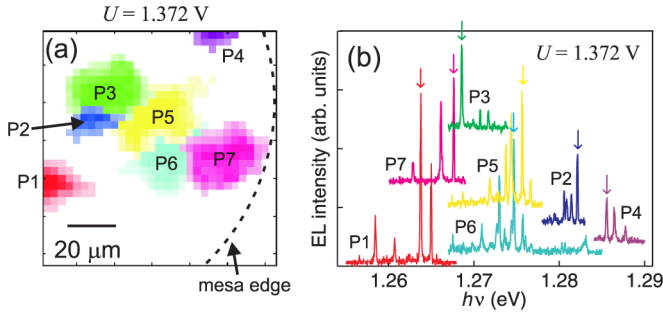 U = 1.372 V
(a)
P4
P3
P2
P5
P6
P7
P1
20 μm
mesa edge
(b)
U = 1.372 V
P3
P7
P5
P2
P4
P6
P1
EL intensity (arb. units)
1.26
1.27
1.28
1.29
hν (eV)